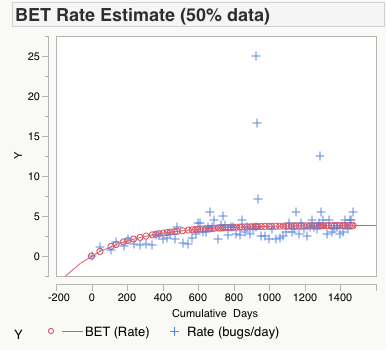 BET Rate Estimate (50% data)
25
20
15
10
5
0
Y
-200 0 200 400 600 800 1000 1200 1400
Cumulative Days
Y BET (Rate) Rate (bugs/day)